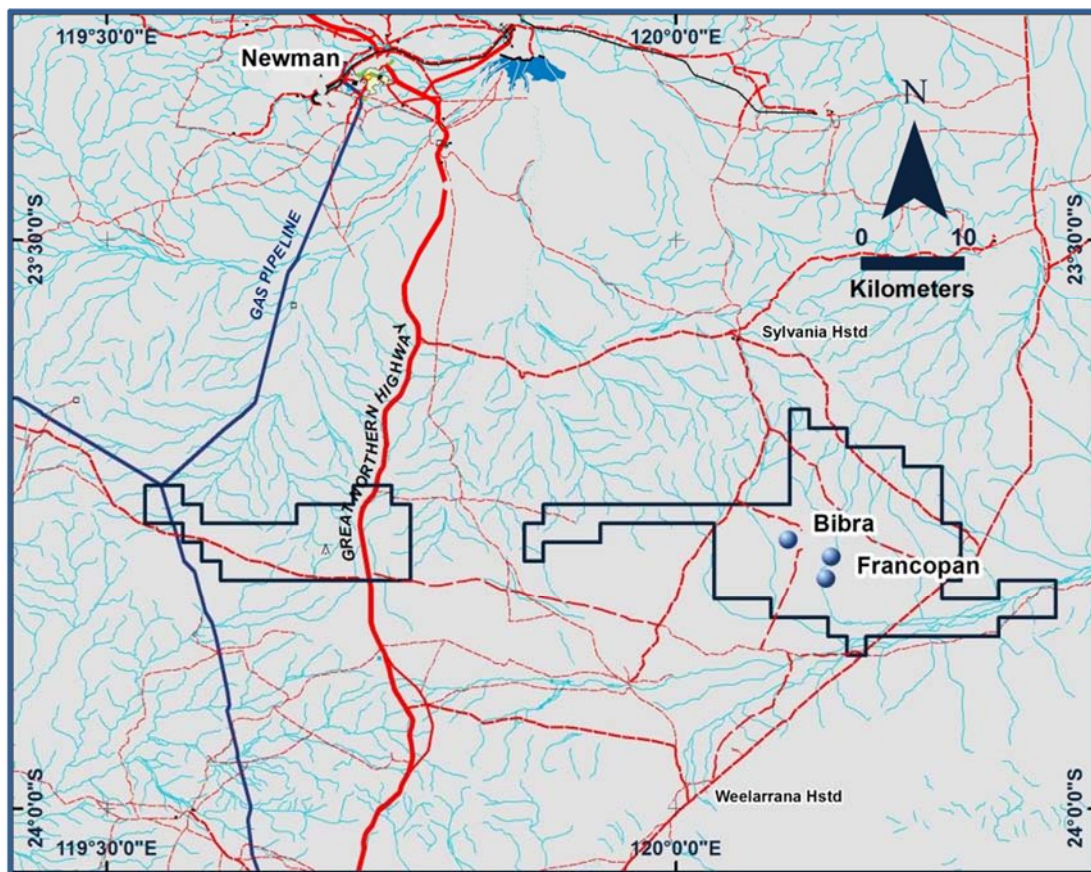 119°30'0"E
120°0'0"E
Newman
N
23°30'0"S
23°30'0"S
0 10
Kilometers
GAS PIPELINE
Sylvania Hstd
GREAT NORTHERN HIGHWAY
Bibra
Francopan
Weelarrana Hstd
24°0'0"S
24°0'0"S
119°30'0"E
120°0'0"E